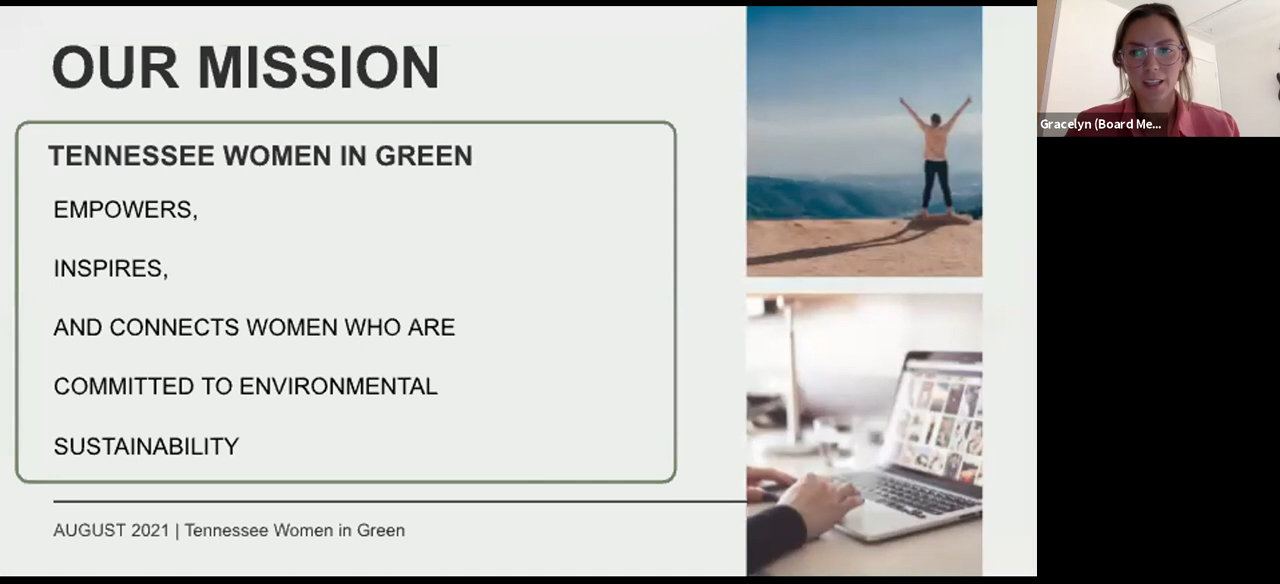 OUR MISSION
TENNESSEE WOMEN IN GREEN
EMPOWERS,
INSPIRES,
AND CONNECTS WOMEN WHO ARE
COMMITTED TO ENVIRONMENTAL
SUSTAINABILITY
AUGUST 2021 | Tennessee Women in Green
Gracelyn (Board Me...